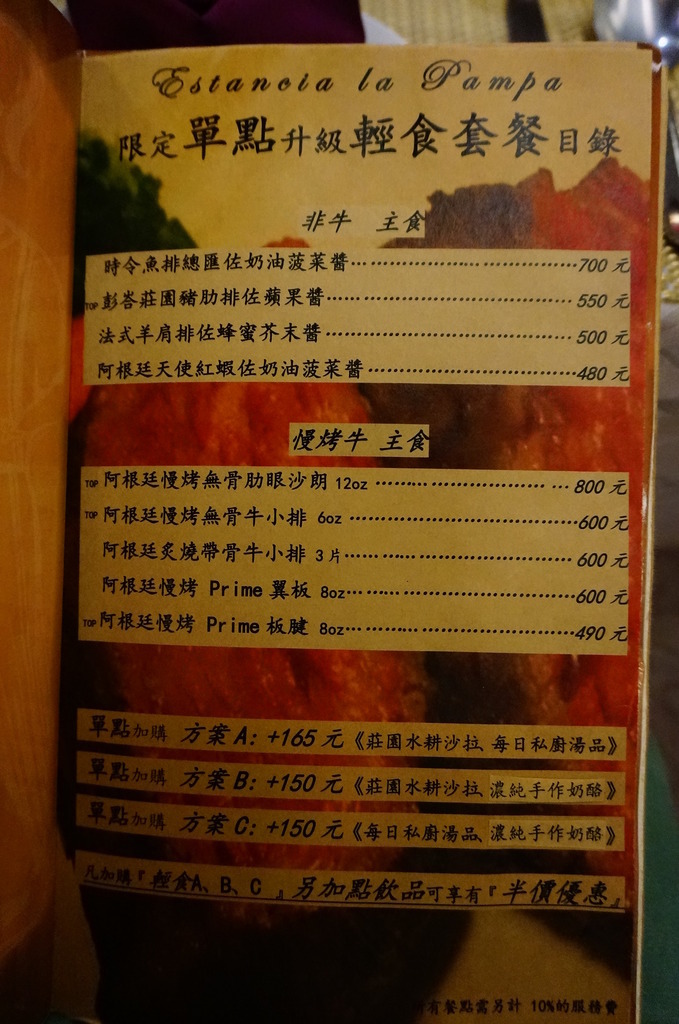 Estancia la Pampa
限定單點升級輕食套餐目錄
非牛 主食
時令魚排總匯佐奶油菠菜醬 700元
TOP彭峇莊園豬肋排佐蘋果醬 550元
法式羊肩排佐蜂蜜芥末醬 500元
阿根廷天使紅蝦佐奶油菠菜醬 480元
慢烤牛 主食
TOP 阿根廷慢烤無骨肋眼沙朗 12oz 800元
TOP 阿根廷慢烤無骨牛小排 6oz 600元
阿根廷炙燒帶骨牛小排 3片 600元
阿根廷慢烤 Prime 翼板 8oz 600元
TOP 阿根廷慢烤 Prime 板腱 8oz 490元
單點加購 方案A: +165元《莊園水耕沙拉、每日私廚湯品》
單點加購 方案B: +150元《莊園水耕沙拉、濃純手作奶酪》
單點加購 方案C: +150元《每日私廚湯品、濃純手作奶酪》
凡加購『輕食A、B、C』另加點飲品可享有『半價優惠』
有餐點需另計 10%的服務費